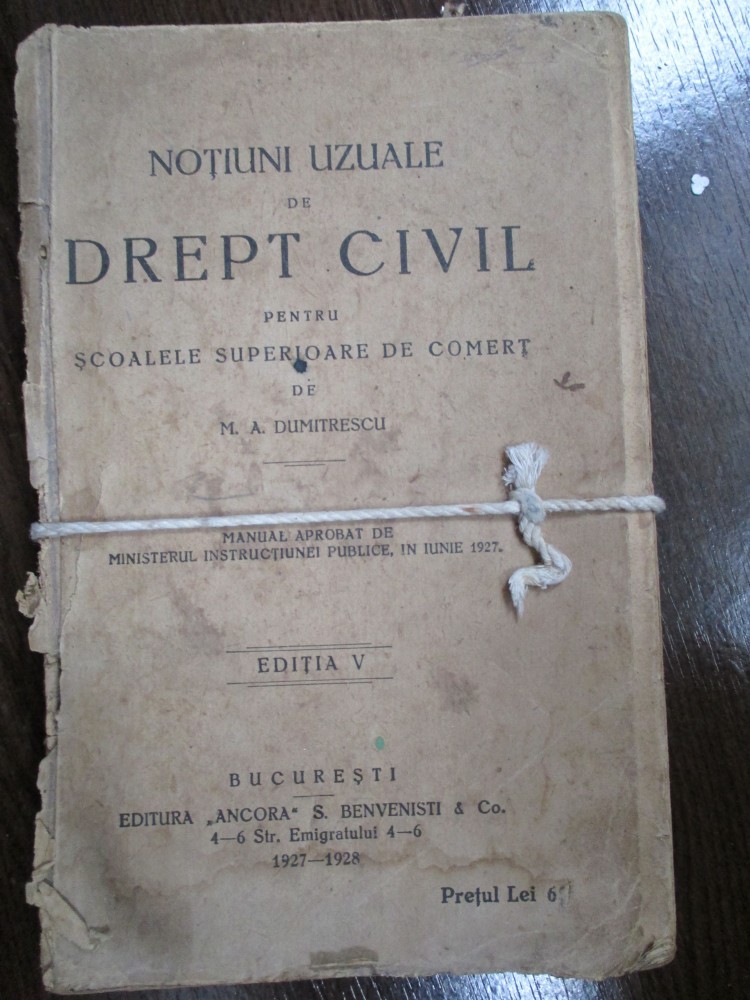 NOȚIUNI UZUALE
DE
DREPT CIVIL
PENTRU
ȘCOALELE SUPERIOARE DE COMERȚ
DE
M. A. DUMITRESCU
MANUAL APROBAT DE
MINISTERUL INSTRUCȚIUNEI PUBLICE, IN IUNIE 1927.
EDIȚIA V
BUCUREȘTI
EDITURA „ANCORA“ S. BENVENISTI & Co.
4—6 Str. Emigratului 4—6
1927—1928
Prețul Lei